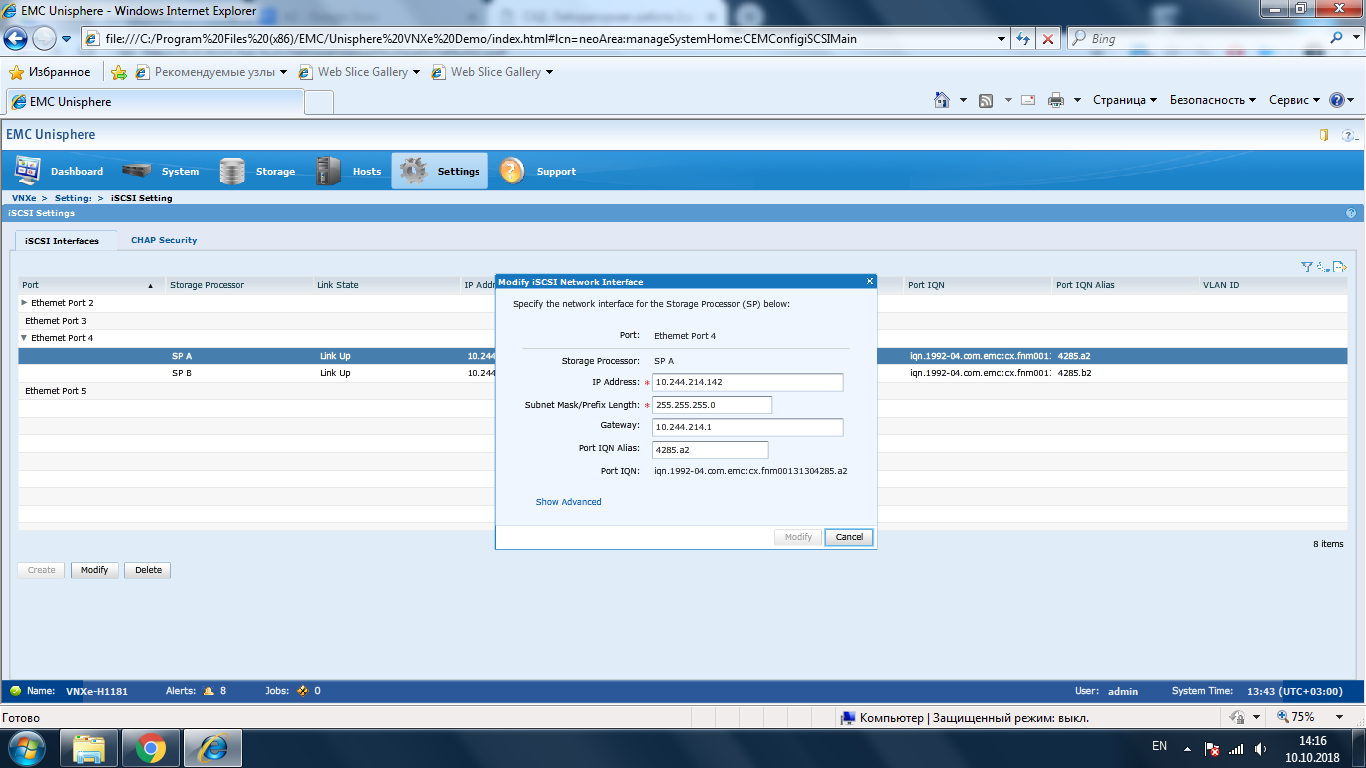 EMC Unisphere - Windows Internet Explorer
file:///C:/Program%20Files%20(x86)/EMC/Unisphere%20VNXe%20Demo/index.html#lcn=neoArea:manageSystemHome:CEMConfigiSCSIMain
Bing
Избранное Рекомендуемые узлы Web Slice Gallery Web Slice Gallery
EMC Unisphere
Страница Безопасность Сервис
EMC Unisphere
Dashboard System Storage Hosts Settings Support
VNXe > Setting: > iSCSI Setting
iSCSI Settings
iSCSI Interfaces CHAP Security
Port Storage Processor Link State IP Addr Port IQN Port IQN Alias VLAN ID
Ethernet Port 2
Ethernet Port 3
Ethernet Port 4
SP A Link Up 10.244 iqn.1992-04.com.emc:cx.fnm0013 4285.a2
SP B Link Up 10.244 iqn.1992-04.com.emc:cx.fnm0013 4285.b2
Ethernet Port 5
Modify iSCSI Network Interface
Specify the network interface for the Storage Processor (SP) below:
Port: Ethernet Port 4
Storage Processor: SP A
IP Address: * 10.244.214.142
Subnet Mask/Prefix Length: * 255.255.255.0
Gateway: 10.244.214.1
Port IQN Alias: 4285.a2
Port IQN: iqn.1992-04.com.emc:cx.fnm00131304285.a2
Show Advanced
Modify Cancel
8 items
Create Modify Delete
Name: VNXe-H1181 Alerts: 8 Jobs: 0 User: admin System Time: 13:43 (UTC+03:00)
Готово Компьютер | Защищенный режим: выкл. 75%
EN 14:16
10.10.2018